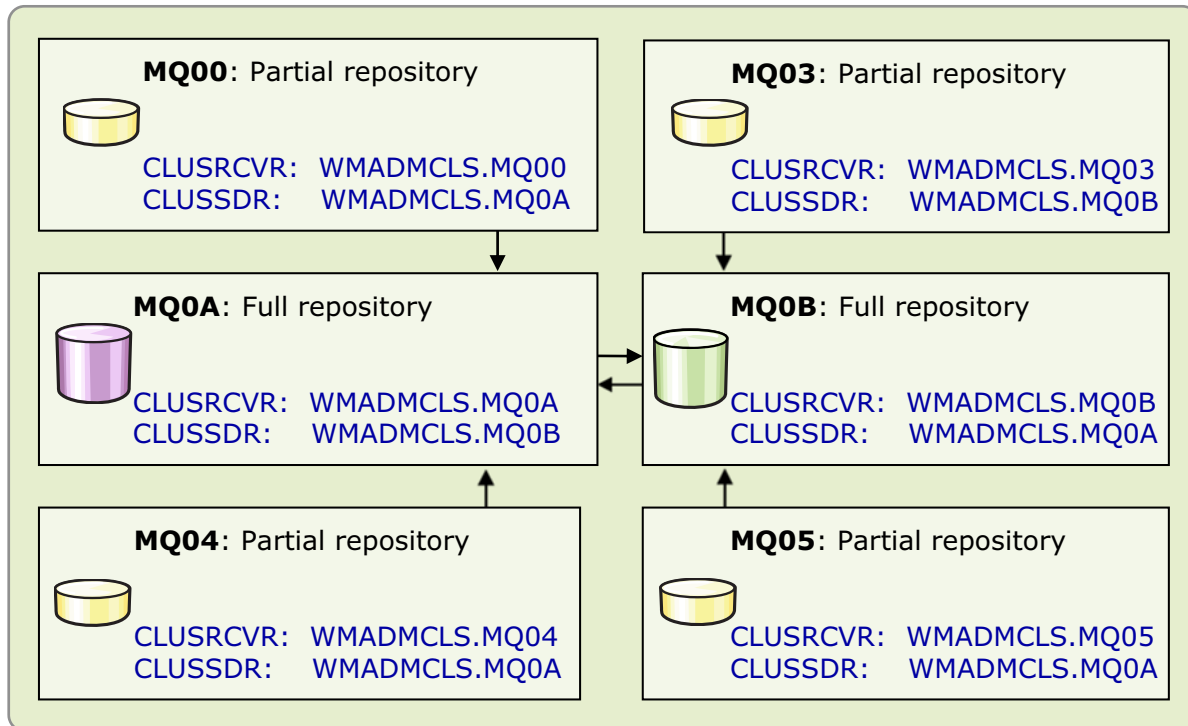 MQ00: Partial repository
CLUSRCVR: WMADMCLS.MQ00
CLUSSDR: WMADMCLS.MQ0A
MQ03: Partial repository
CLUSRCVR: WMADMCLS.MQ03
CLUSSDR: WMADMCLS.MQ0B
MQ0A: Full repository
CLUSRCVR: WMADMCLS.MQ0A
CLUSSDR: WMADMCLS.MQ0B
MQ0B: Full repository
CLUSRCVR: WMADMCLS.MQ0B
CLUSSDR: WMADMCLS.MQ0A
MQ04: Partial repository
CLUSRCVR: WMADMCLS.MQ04
CLUSSDR: WMADMCLS.MQ0A
MQ05: Partial repository
CLUSRCVR: WMADMCLS.MQ05
CLUSSDR: WMADMCLS.MQ0A